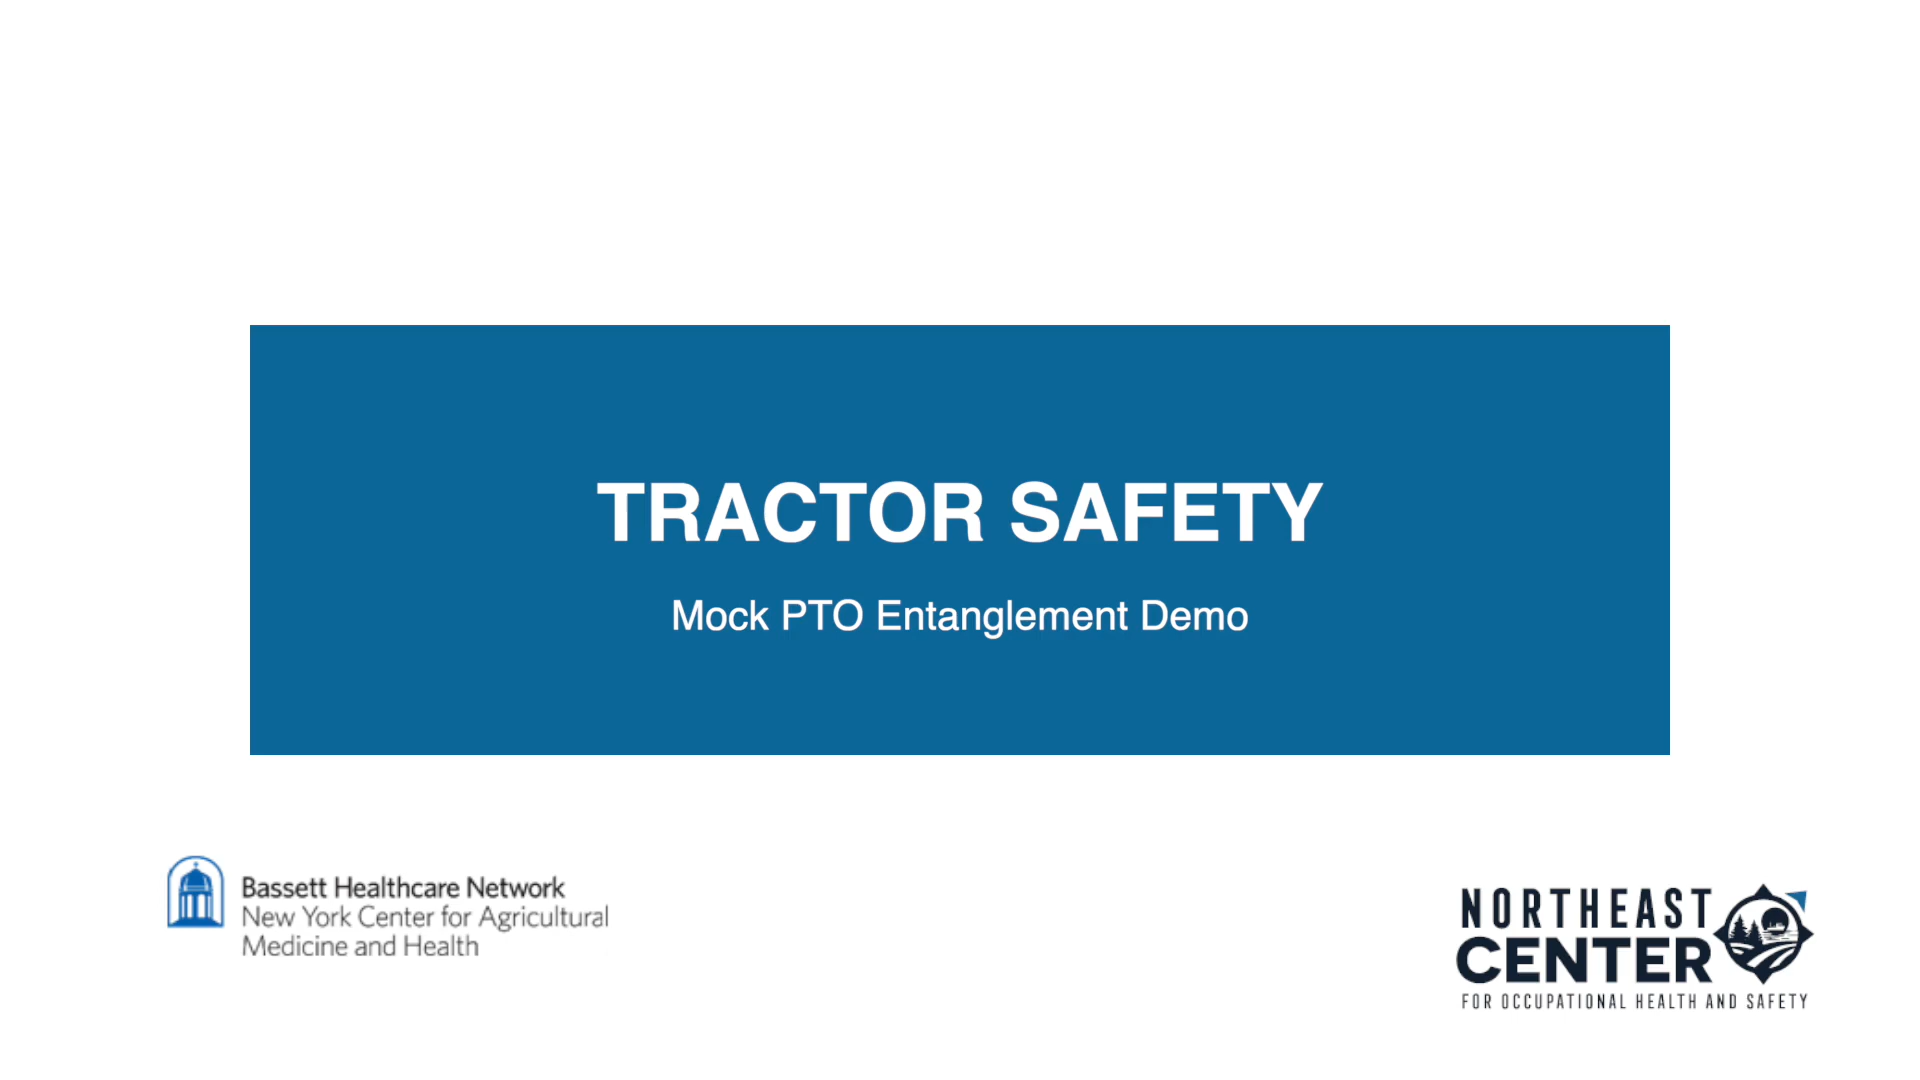 TRACTOR SAFETY
Mock PTO Entanglement Demo
Bassett Healthcare Network
New York Center for Agricultural
Medicine and Health
NORTHEAST
CENTER
FOR OCCUPATIONAL HEALTH AND SAFETY